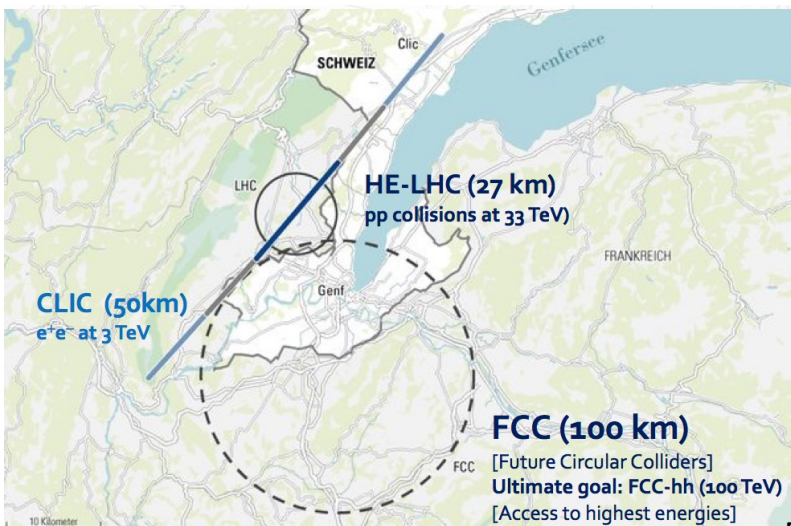 Clic
SCHWEIZ
Genfersee
LHC
HE-LHC (27 km)
pp collisions at 33 TeV)
FRANKREICH
Genf
CLIC (50km)
e⁺e⁻ at 3 TeV
FCC (100 km)
FCC
[Future Circular Colliders]
Ultimate goal: FCC-hh (100 TeV)
[Access to highest energies]
10 Kilometer